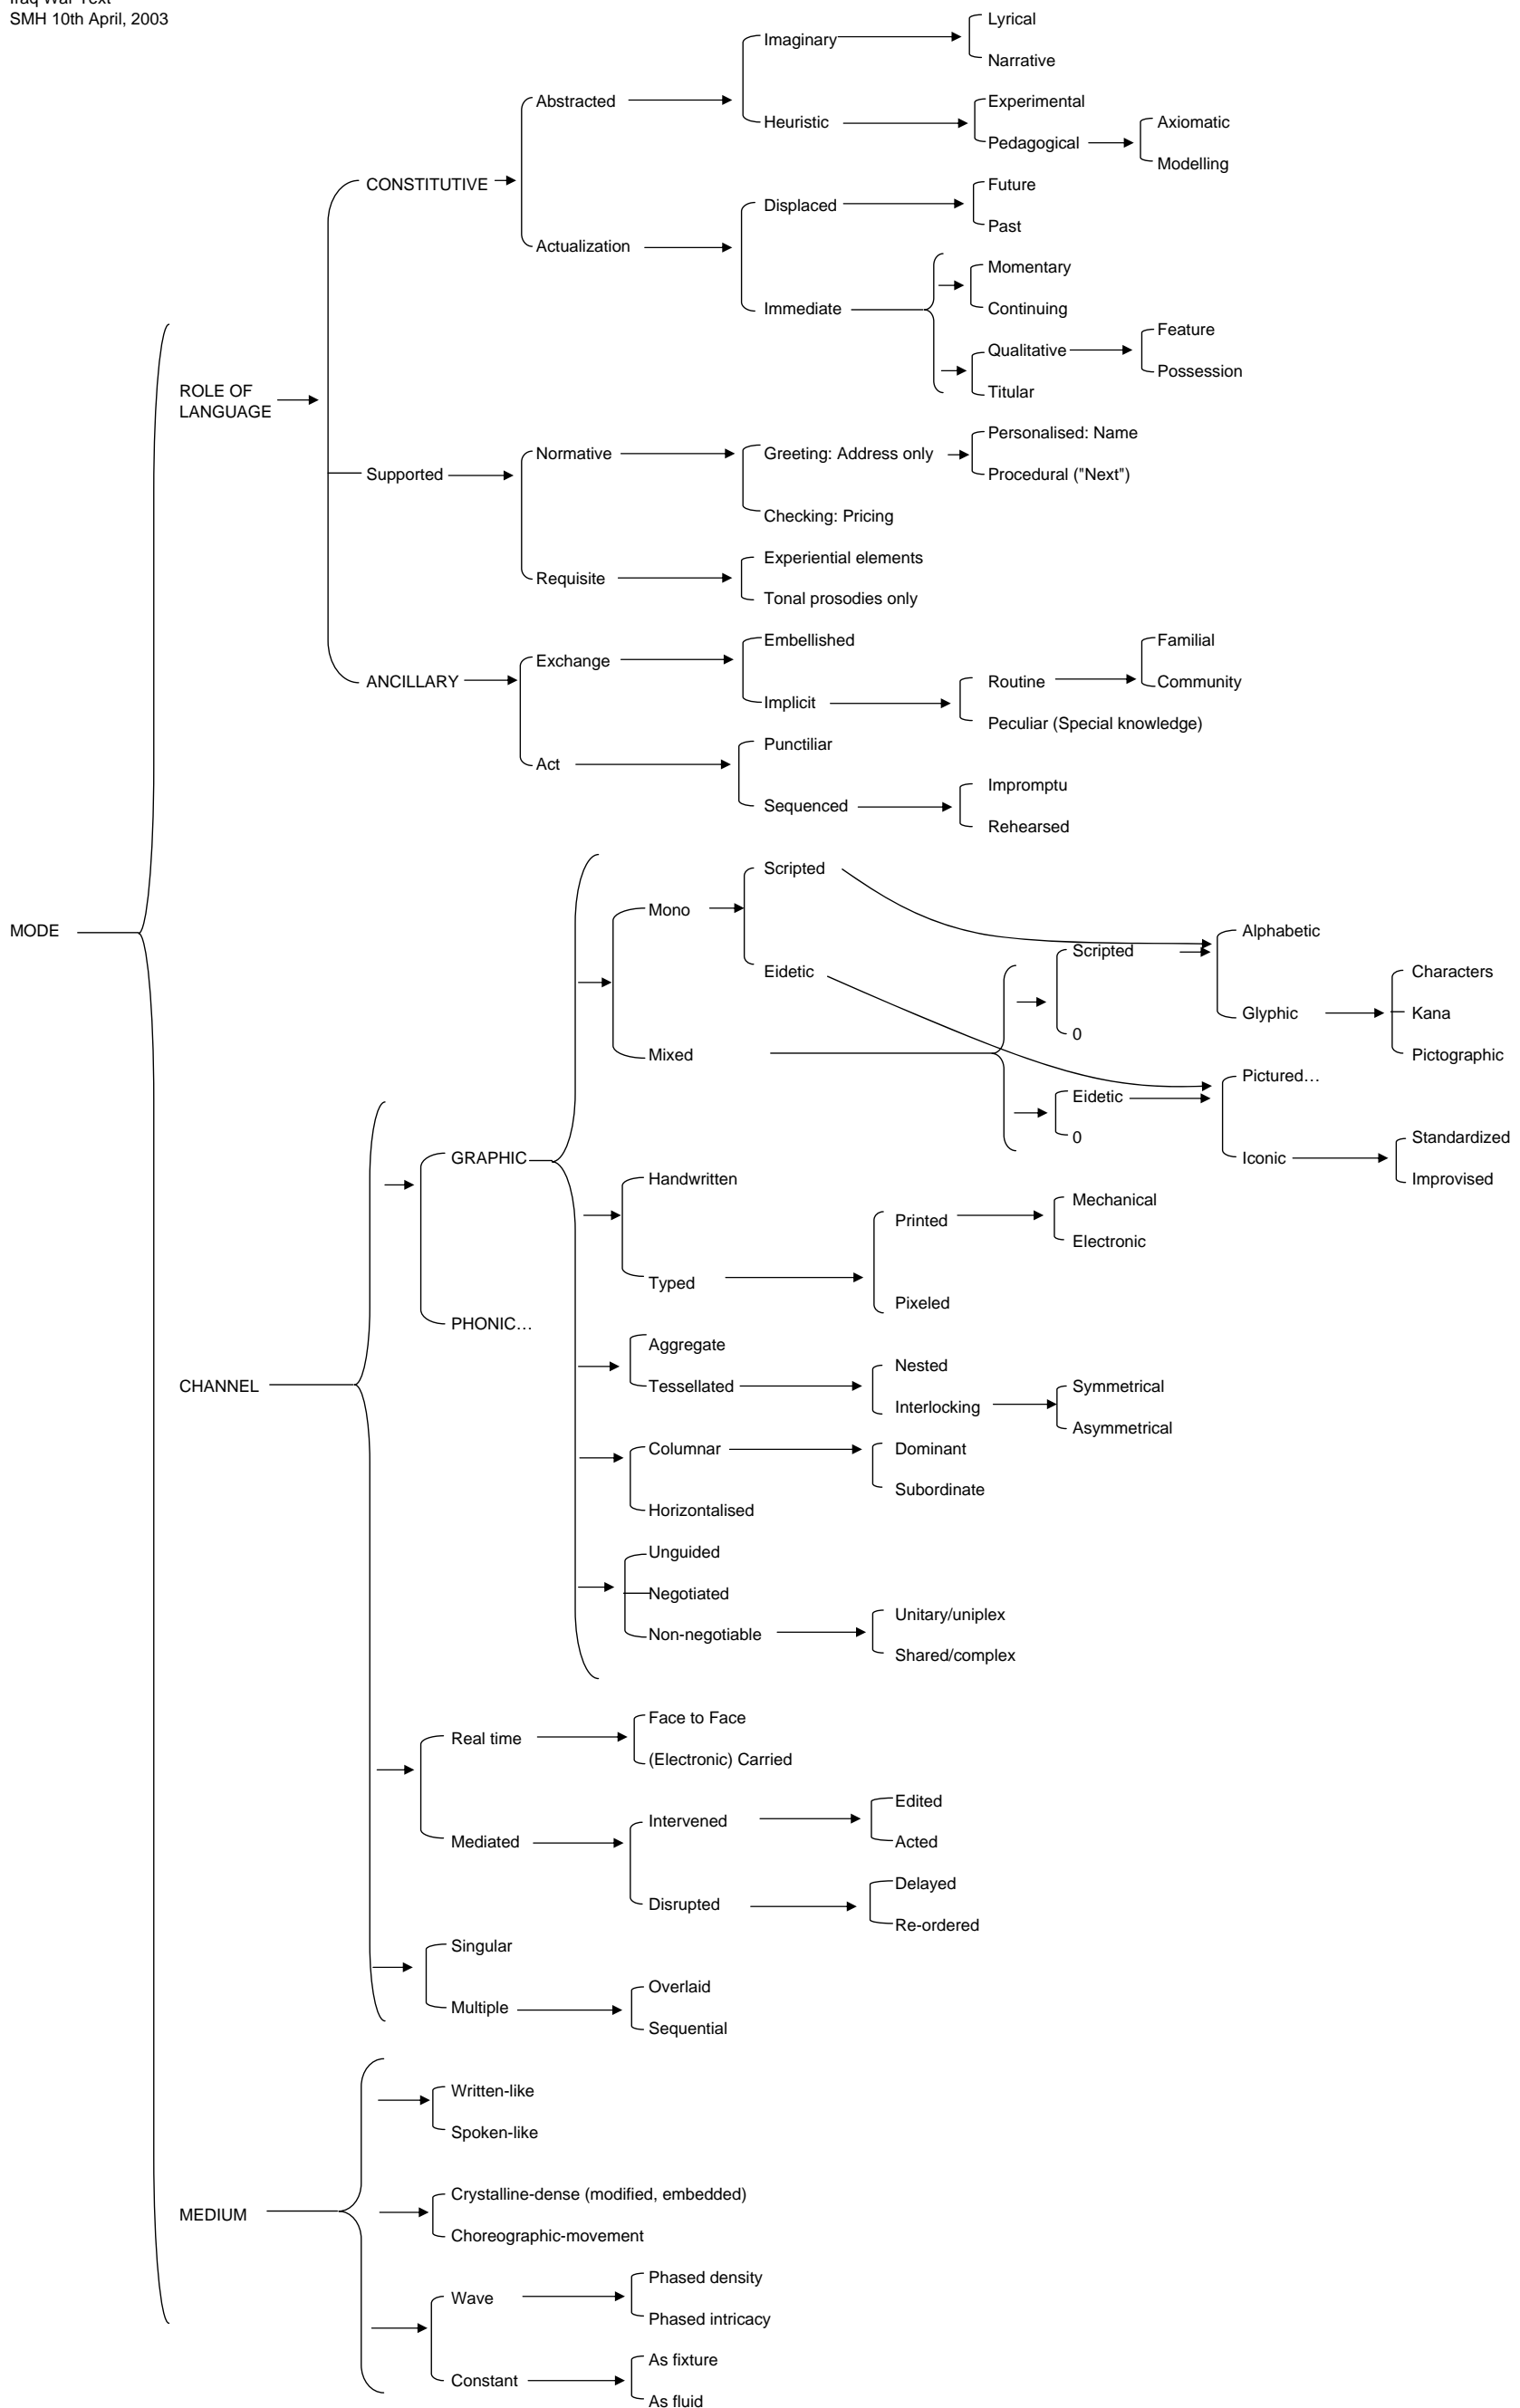 Iraq War Text
SMH 10th April, 2003
Lyrical
Imaginary
Narrative
Abstracted
Experimental
Heuristic
Axiomatic
Pedagogical
Modelling
CONSTITUTIVE
Future
Displaced
Past
Actualization
Momentary
Immediate
Continuing
Feature
Qualitative
Possession
ROLE OF
LANGUAGE
Titular
Personalised: Name
Normative
Greeting: Address only
Supported
Procedural ("Next")
Checking: Pricing
Experiential elements
Requisite
Tonal prosodies only
Embellished
Familial
Exchange
ANCILLARY
Routine
Community
Implicit
Peculiar (Special knowledge)
Punctiliar
Act
Impromptu
Sequenced
Rehearsed
Scripted
Mono
MODE
Alphabetic
Scripted
Eidetic
Characters
Glyphic
Kana
0
Mixed
Pictographic
Pictured…
Eidetic
0
Standardized
GRAPHIC
Iconic
Handwritten
Improvised
Mechanical
Printed
Electronic
Typed
Pixeled
PHONIC…
Aggregate
Nested
CHANNEL
Tessellated
Symmetrical
Interlocking
Asymmetrical
Columnar
Dominant
Subordinate
Horizontalised
Unguided
Negotiated
Unitary/uniplex
Non-negotiable
Shared/complex
Face to Face
Real time
(Electronic) Carried
Edited
Intervened
Mediated
Acted
Delayed
Disrupted
Re-ordered
Singular
Overlaid
Multiple
Sequential
Written-like
Spoken-like
Crystalline-dense (modified, embedded)
MEDIUM
Choreographic-movement
Phased density
Wave
Phased intricacy
As fixture
Constant
As fluid